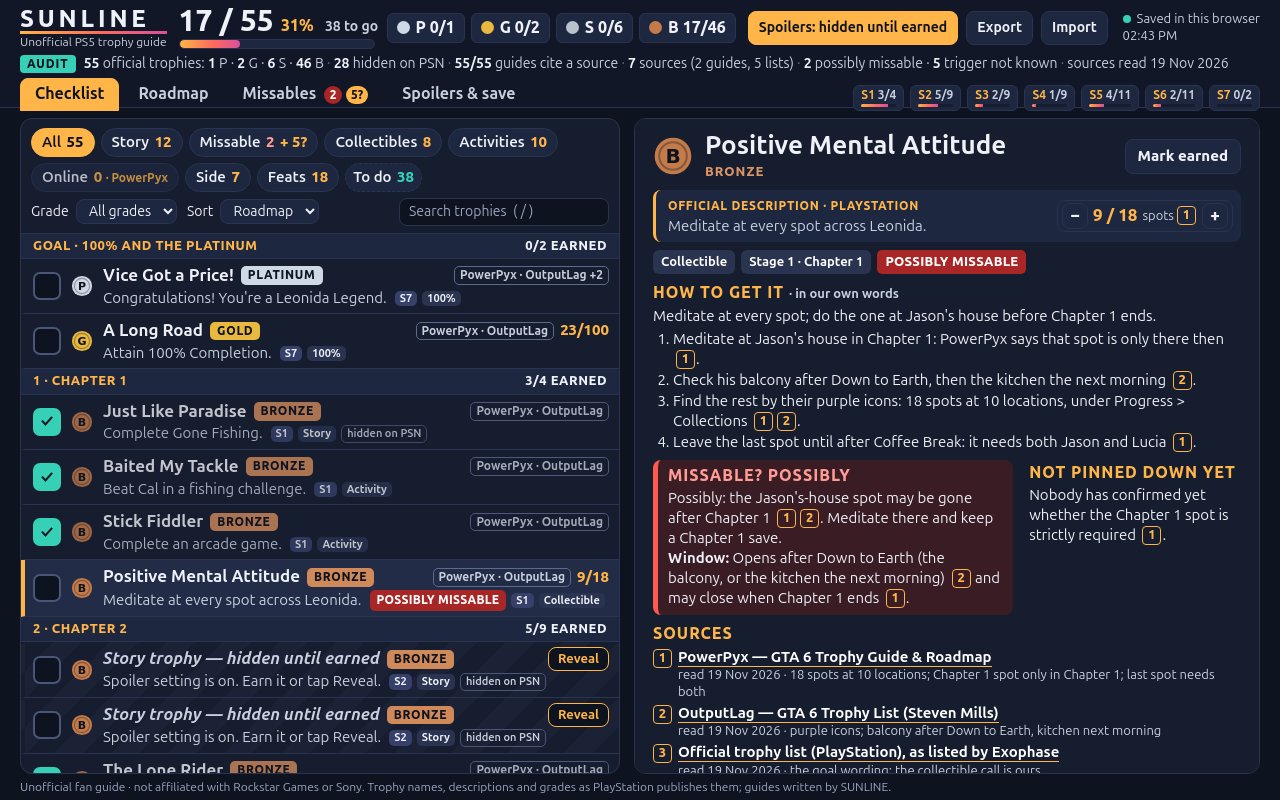 SUNLINE
Unofficial PS5 trophy guide
17 / 55 31% 38 to go
P 0/1
G 0/2
S 0/6
B 17/46
Spoilers: hidden until earned
Export
Import
Saved in this browser
02:43 PM
AUDIT 55 official trophies: 1 P · 2 G · 6 S · 46 B · 28 hidden on PSN · 55/55 guides cite a source · 7 sources (2 guides, 5 lists) · 2 possibly missable · 5 trigger not known · sources read 19 Nov 2026
Checklist
Roadmap
Missables 2 5?
Spoilers & save
S1 3/4
S2 5/9
S3 2/9
S4 1/9
S5 4/11
S6 2/11
S7 0/2
All 55
Story 12
Missable 2 + 5?
Collectibles 8
Activities 10
Online 0 · PowerPyx
Side 7
Feats 18
To do 38
Grade All grades Sort Roadmap Search trophies (/)
GOAL · 100% AND THE PLATINUM 0/2 EARNED
P Vice Got a Price! PLATINUM PowerPyx · OutputLag +2
Congratulations! You're a Leonida Legend. S7 100%
G A Long Road GOLD PowerPyx · OutputLag 23/100
Attain 100% Completion. S7 100%
1 · CHAPTER 1 3/4 EARNED
B Just Like Paradise BRONZE PowerPyx · OutputLag
Complete Gone Fishing. S1 Story hidden on PSN
B Baited My Tackle BRONZE PowerPyx · OutputLag
Beat Cal in a fishing challenge. S1 Activity
B Stick Fiddler BRONZE PowerPyx · OutputLag
Complete an arcade game. S1 Activity
B Positive Mental Attitude BRONZE PowerPyx · OutputLag 9/18
Meditate at every spot across Leonida. POSSIBLY MISSABLE S1 Collectible
2 · CHAPTER 2 5/9 EARNED
B Story trophy — hidden until earned BRONZE Reveal
Spoiler setting is on. Earn it or tap Reveal. S2 Story hidden on PSN
B Story trophy — hidden until earned BRONZE Reveal
Spoiler setting is on. Earn it or tap Reveal. S2 Story hidden on PSN
The Lone Rider BRONZE PowerPyx · OutputLag
B Positive Mental Attitude
BRONZE
Mark earned
OFFICIAL DESCRIPTION · PLAYSTATION
Meditate at every spot across Leonida.
− 9 / 18 spots 1 +
Collectible
Stage 1 · Chapter 1
POSSIBLY MISSABLE
HOW TO GET IT · in our own words
Meditate at every spot; do the one at Jason's house before Chapter 1 ends.
1. Meditate at Jason's house in Chapter 1: PowerPyx says that spot is only there then
1.
2. Check his balcony after Down to Earth, then the kitchen the next morning 2.
3. Find the rest by their purple icons: 18 spots at 10 locations, under Progress >
Collections 1 2.
4. Leave the last spot until after Coffee Break: it needs both Jason and Lucia 1.
MISSABLE? POSSIBLY
Possibly: the Jason's-house spot may be gone
after Chapter 1 1 2. Meditate there and keep
a Chapter 1 save.
Window: Opens after Down to Earth (the
balcony, or the kitchen the next morning) 2 and
may close when Chapter 1 ends 1.
NOT PINNED DOWN YET
Nobody has confirmed yet
whether the Chapter 1 spot is
strictly required 1.
SOURCES
1 PowerPyx — GTA 6 Trophy Guide & Roadmap
read 19 Nov 2026 · 18 spots at 10 locations; Chapter 1 spot only in Chapter 1; last spot needs
both
2 OutputLag — GTA 6 Trophy List (Steven Mills)
read 19 Nov 2026 · purple icons; balcony after Down to Earth, kitchen next morning
3 Official trophy list (PlayStation), as listed by Exophase
read 19 Nov 2026 · the goal wording; the collectible call is ours
Unofficial fan guide · not affiliated with Rockstar Games or Sony. Trophy names, descriptions and grades as PlayStation publishes them; guides written by SUNLINE.